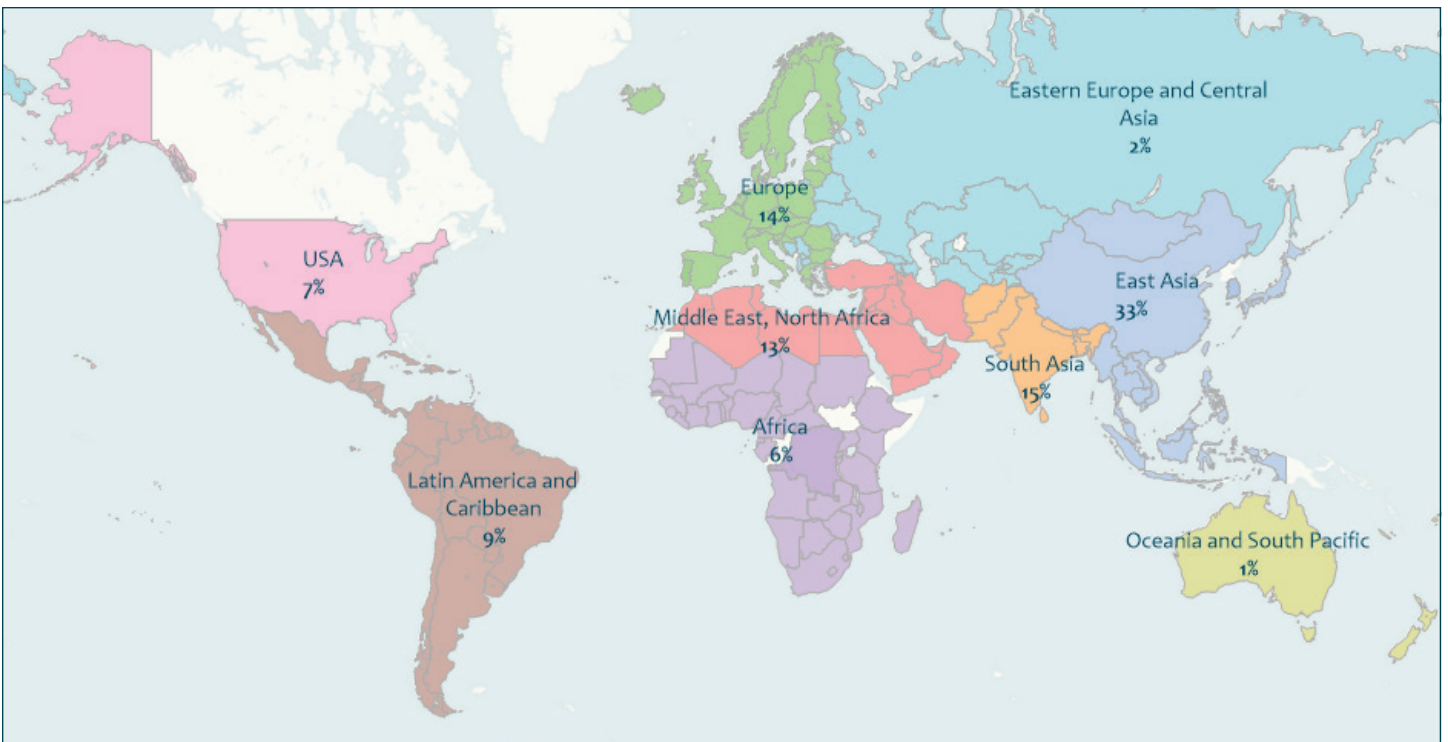 Eastern Europe and Central
Asia
2%
Europe
14%
USA
7%
East Asia
33%
Middle East, North Africa
13%
South Asia
15%
Africa
6%
Latin America and
Caribbean
9%
Oceania and South Pacific
1%